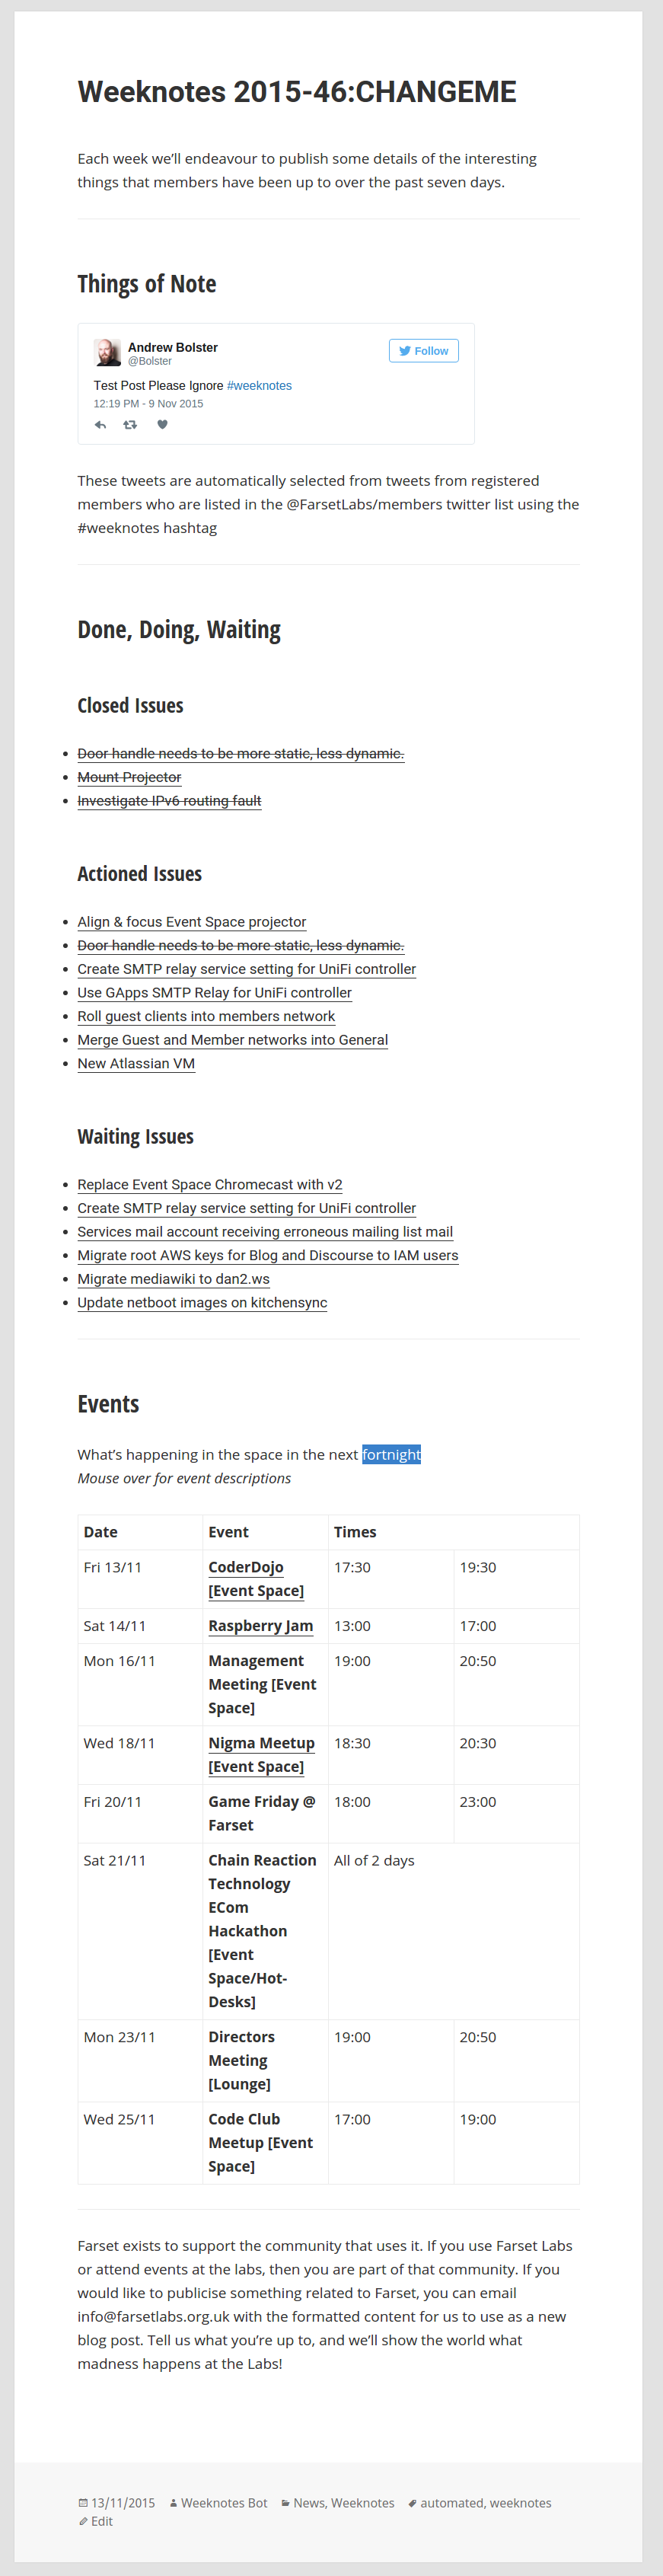 Weeknotes 2015-46:CHANGEME
Each week we’ll endeavour to publish some details of the interesting
things that members have been up to over the past seven days.
Things of Note
Andrew Bolster
@Bolster
Follow
Test Post Please Ignore #weeknotes
12:19 PM - 9 Nov 2015
These tweets are automatically selected from tweets from registered
members who are listed in the @FarsetLabs/members twitter list using the
#weeknotes hashtag
Done, Doing, Waiting
Closed Issues
Door handle needs to be more static, less dynamic.
Mount Projector
Investigate IPv6 routing fault
Actioned Issues
Align & focus Event Space projector
Door handle needs to be more static, less dynamic.
Create SMTP relay service setting for UniFi controller
Use GApps SMTP Relay for UniFi controller
Roll guest clients into members network
Merge Guest and Member networks into General
New Atlassian VM
Waiting Issues
Replace Event Space Chromecast with v2
Create SMTP relay service setting for UniFi controller
Services mail account receiving erroneous mailing list mail
Migrate root AWS keys for Blog and Discourse to IAM users
Migrate mediawiki to dan2.ws
Update netboot images on kitchensync
Events
What’s happening in the space in the next fortnight
Mouse over for event descriptions
Date Event Times
Fri 13/11 CoderDojo 17:30 19:30
[Event Space]
Sat 14/11 Raspberry Jam 13:00 17:00
Mon 16/11 Management 19:00 20:50
Meeting [Event
Space]
Wed 18/11 Nigma Meetup 18:30 20:30
[Event Space]
Fri 20/11 Game Friday @ 18:00 23:00
Farset
Sat 21/11 Chain Reaction All of 2 days
Technology
ECom
Hackathon
[Event
Space/Hot-
Desks]
Mon 23/11 Directors 19:00 20:50
Meeting
[Lounge]
Wed 25/11 Code Club 17:00 19:00
Meetup [Event
Space]
Farset exists to support the community that uses it. If you use Farset Labs
or attend events at the labs, then you are part of that community. If you
would like to publicise something related to Farset, you can email
info@farsetlabs.org.uk with the formatted content for us to use as a new
blog post. Tell us what you’re up to, and we’ll show the world what
madness happens at the Labs!
13/11/2015 Weeknotes Bot News, Weeknotes automated, weeknotes
Edit